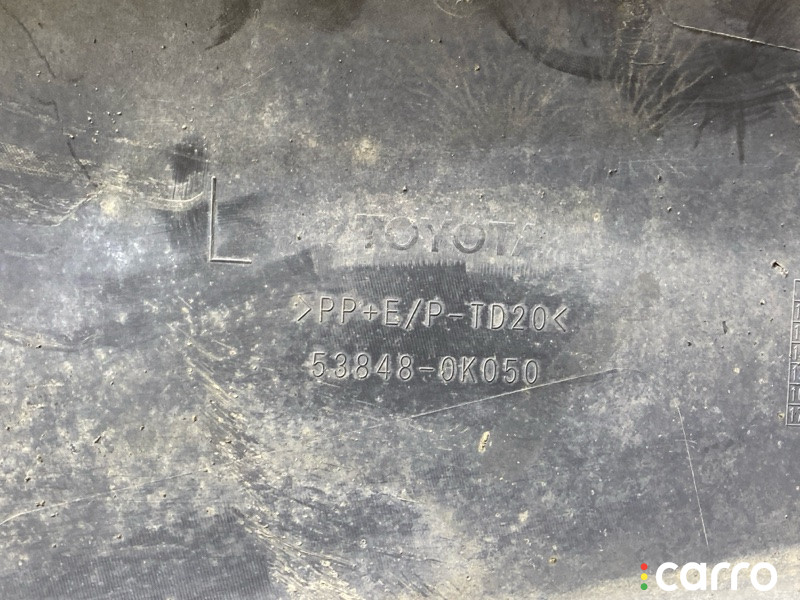 L
TOYOTA
>PP+E/P-TD20<
53848-0K050
carro